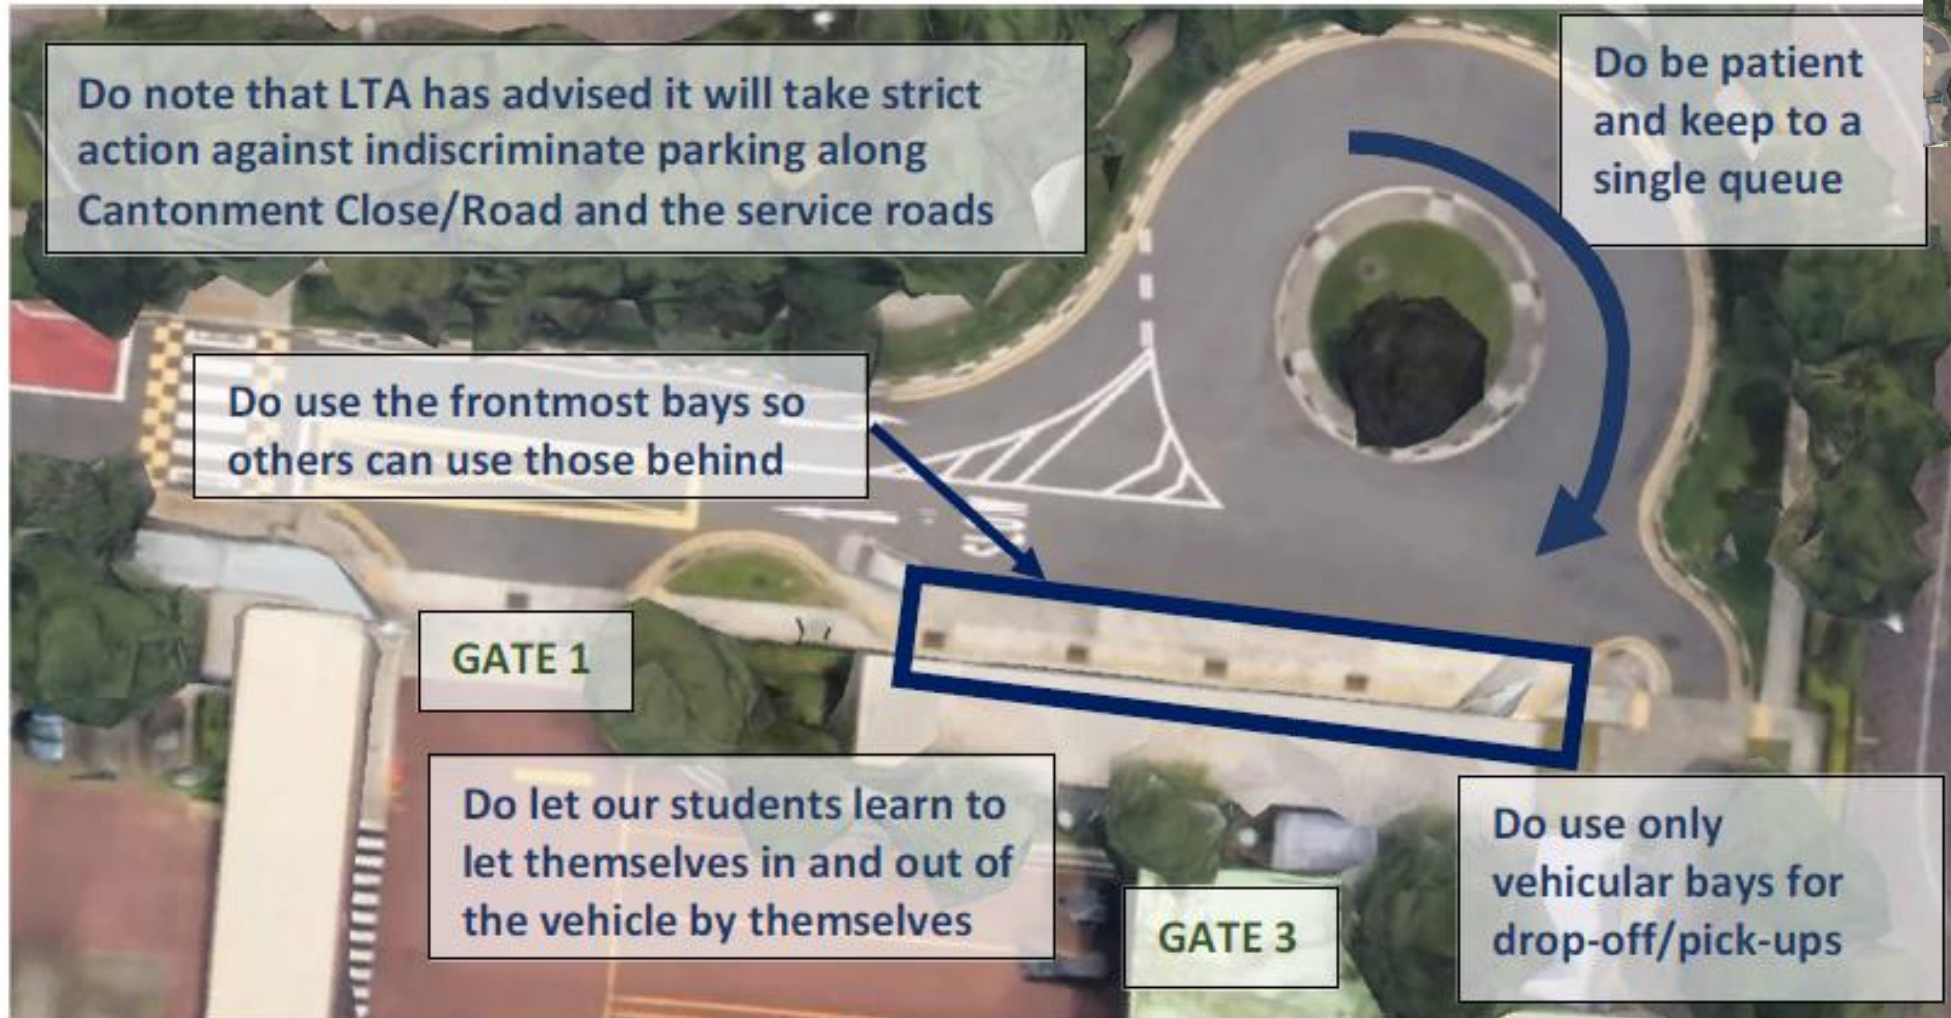 Do note that LTA has advised it will take strict
action against indiscriminate parking along
Cantonment Close/Road and the service roads
Do be patient
and keep to a
single queue
Do use the frontmost bays so
others can use those behind
GATE 1
Do let our students learn to
let themselves in and out of
the vehicle by themselves
GATE 3
Do use only
vehicular bays for
drop-off/pick-ups